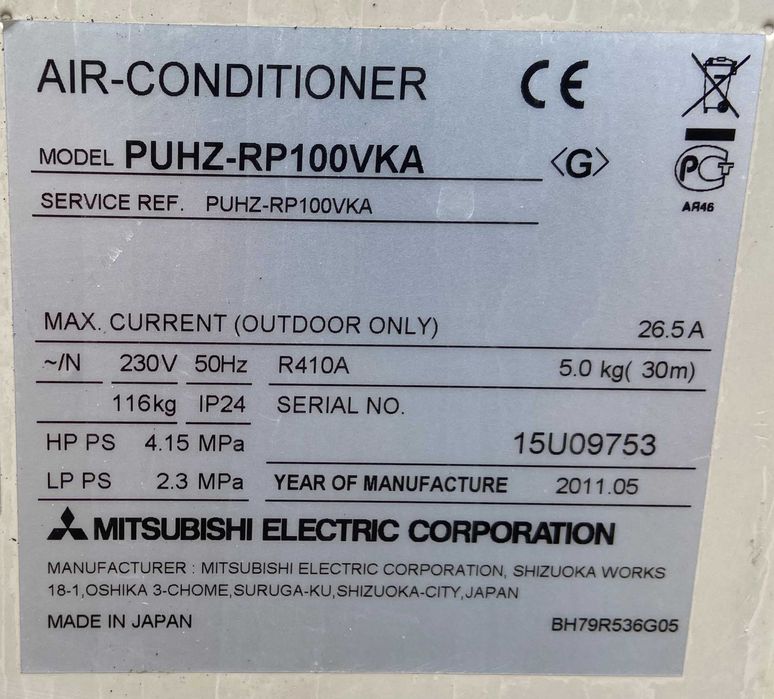 AIR-CONDITIONER CE
MODEL PUHZ-RP100VKA <G>
PCT
SERVICE REF. PUHZ-RP100VKA
АЯ46
MAX. CURRENT (OUTDOOR ONLY) 26.5 A
~/N 230V 50Hz R410A 5.0 kg( 30m)
116kg IP24 SERIAL NO.
HP PS 4.15 MPa 15U09753
LP PS 2.3 MPa YEAR OF MANUFACTURE 2011.05
MITSUBISHI ELECTRIC CORPORATION
MANUFACTURER : MITSUBISHI ELECTRIC CORPORATION, SHIZUOKA WORKS
18-1,OSHIKA 3-CHOME,SURUGA-KU,SHIZUOKA-CITY,JAPAN
MADE IN JAPAN BH79R536G05